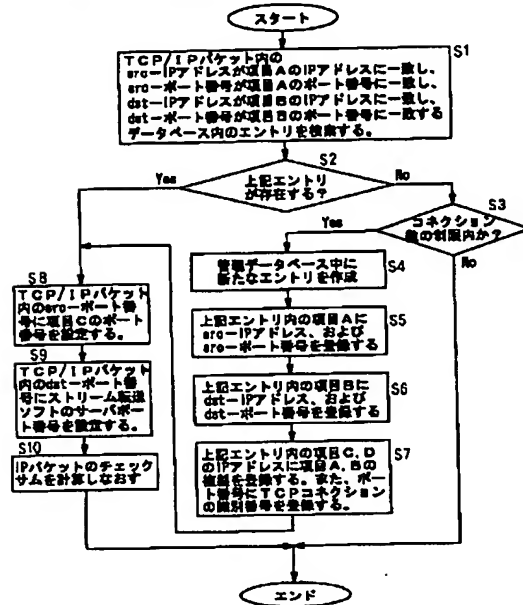 スタート
S1
TCP/IPパケット内の
src-IPアドレスが項目AのIPアドレスに一致し、
src-ポート番号が項目Aのポート番号に一致し、
dst-IPアドレスが項目BのIPアドレスに一致し、
dst-ポート番号が項目Bのポート番号に一致する
データベース内のエントリを検索する。
S2
Yes
上記エントリ
が存在する?
No
S3
Yes
コネクション
数の制限内か?
No
S4
管理データベース中に
新たなエントリを作成
S8
TCP/IPパケット
内のsrc-ポート番
号に項目Cのポート
番号を設定する。
S5
上記エントリ内の項目Aに
src-IPアドレス、および
src-ポート番号を登録する
S9
TCP/IPパケット
内のdst-ポート番
号にストリーム転送
ソフトのサーバポー
ト番号を設定する。
S6
上記エントリ内の項目Bに
dst-IPアドレス、および
dst-ポート番号を登録する
S10
IPパケットのチェック
サムを計算しなおす
S7
上記エントリ内の項目C,D
のIPアドレスに項目A,Bの
複製を登録する。また、ポー
ト番号にTCPコネクション
の識別番号を登録する。
エンド